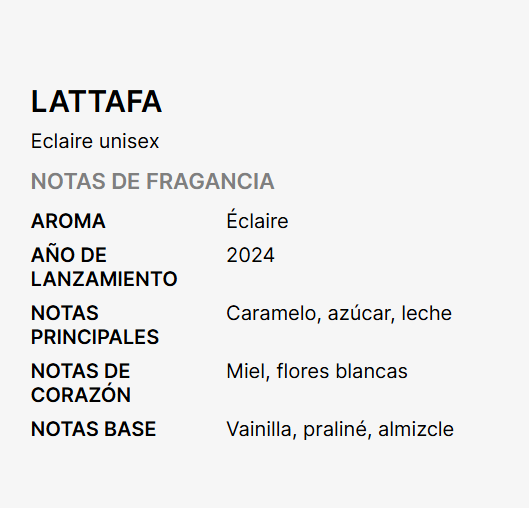 LATTAFA
Eclaire unisex
NOTAS DE FRAGANCIA
AROMA Éclaire
AÑO DE LANZAMIENTO 2024
NOTAS PRINCIPALES Caramelo, azúcar, leche
NOTAS DE CORAZÓN Miel, flores blancas
NOTAS BASE Vainilla, praliné, almizcle